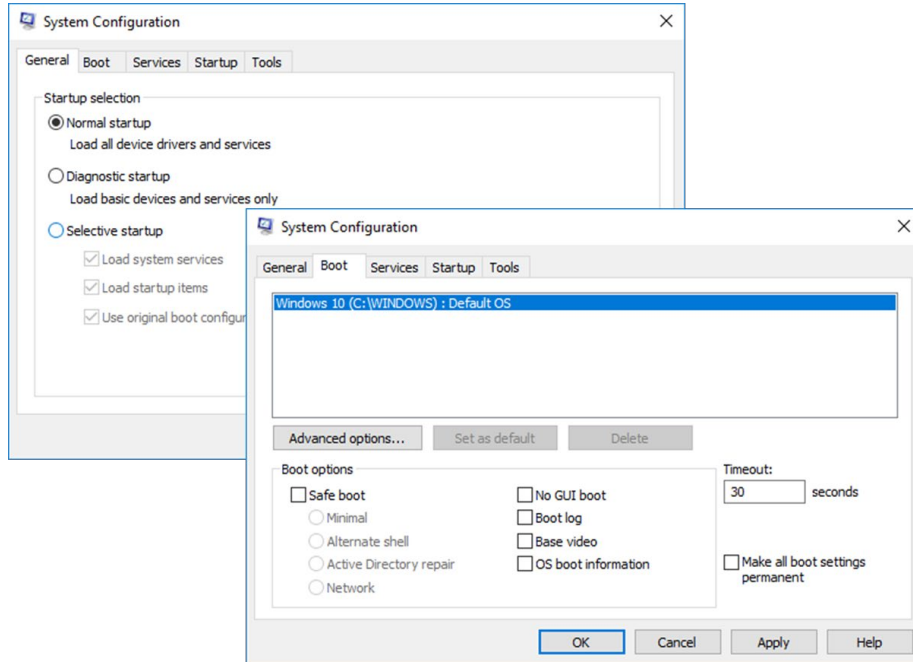 System Configuration
General Boot Services Startup Tools
Startup selection
Normal startup
Load all device drivers and services
Diagnostic startup
Load basic devices and services only
Selective startup
Load system services
Load startup items
Use original boot configur
System Configuration
General Boot Services Startup Tools
Windows 10 (C:\WINDOWS) : Default OS
Advanced options... Set as default Delete
Boot options Timeout:
Safe boot No GUI boot 30 seconds
Minimal Boot log
Alternate shell Base video
Active Directory repair OS boot information Make all boot settings
permanent
Network
OK Cancel Apply Help